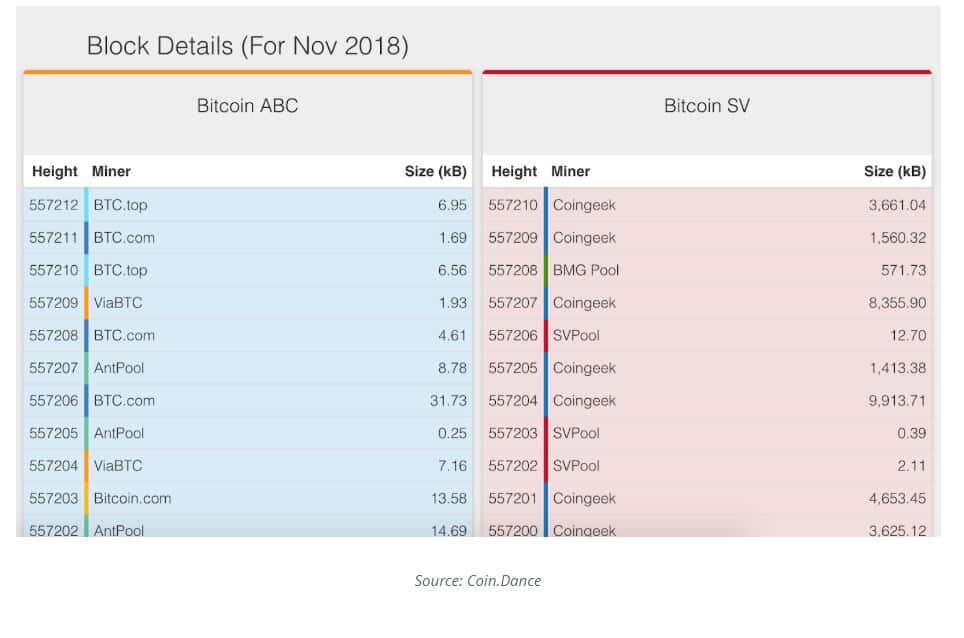 Block Details (For Nov 2018)
Bitcoin ABC
Height Miner Size (kB)
557212 BTC.top 6.95
557211 BTC.com 1.69
557210 BTC.top 6.56
557209 ViaBTC 1.93
557208 BTC.com 4.61
557207 AntPool 8.78
557206 BTC.com 31.73
557205 AntPool 0.25
557204 ViaBTC 7.16
557203 Bitcoin.com 13.58
557202 AntPool 14.69
Bitcoin SV
Height Miner Size (kB)
557210 Coingeek 3,661.04
557209 Coingeek 1,560.32
557208 BMG Pool 571.73
557207 Coingeek 8,355.90
557206 SVPool 12.70
557205 Coingeek 1,413.38
557204 Coingeek 9,913.71
557203 SVPool 0.39
557202 SVPool 2.11
557201 Coingeek 4,653.45
557200 Coingeek 3,625.12
Source: Coin.Dance